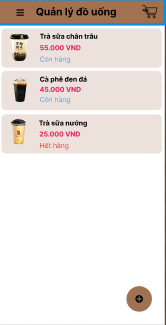 Quản lý đồ uống
Trà sữa chân trâu
55.000 VND
Còn hàng
Cà phê đen đá
45.000 VND
Còn hàng
Trà sữa nướng
25.000 VND
Hết hàng